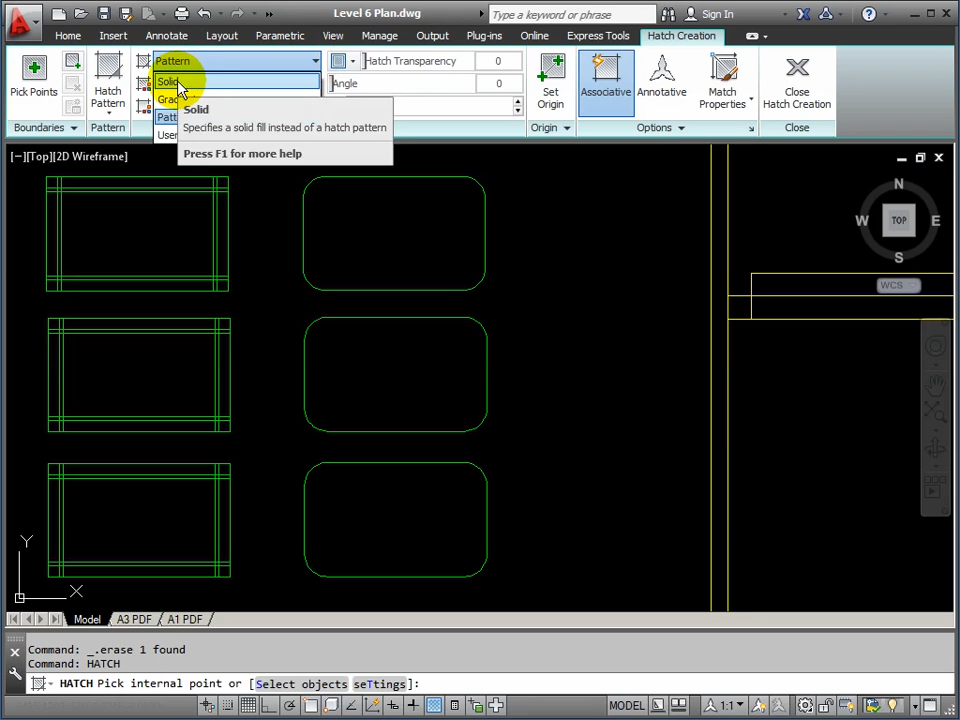 Level 6 Plan.dwg
Type a keyword or phrase
Sign In
Home Insert Annotate Layout Parametric View Manage Output Plug-ins Online Express Tools Hatch Creation
Pattern
Hatch Transparency 0
Solid
Angle 0
Pick Points
Hatch Pattern
Set Origin
Associative
Annotative
Match Properties
Close Hatch Creation
Solid
Specifies a solid fill instead of a hatch pattern
Press F1 for more help
Boundaries
Pattern
Origin
Options
Close
[−][Top][2D Wireframe]
N
W TOP E
S
WCS
Y
X
Model A3 PDF A1 PDF
Command: _.erase 1 found
Command: HATCH
HATCH Pick internal point or [Select objects seTtings]:
MODEL 1:1